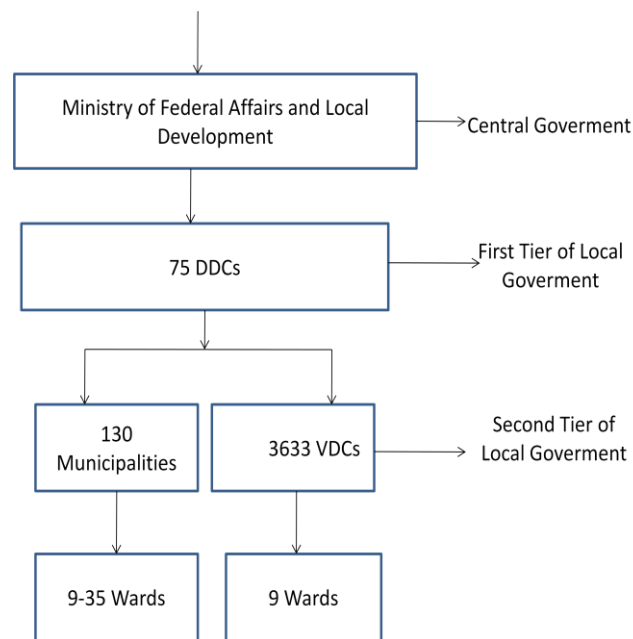 Ministry of Federal Affairs and Local
Development
Central Goverment
75 DDCs
First Tier of Local
Goverment
130
Municipalities
3633 VDCs
Second Tier of
Local Goverment
9-35 Wards
9 Wards